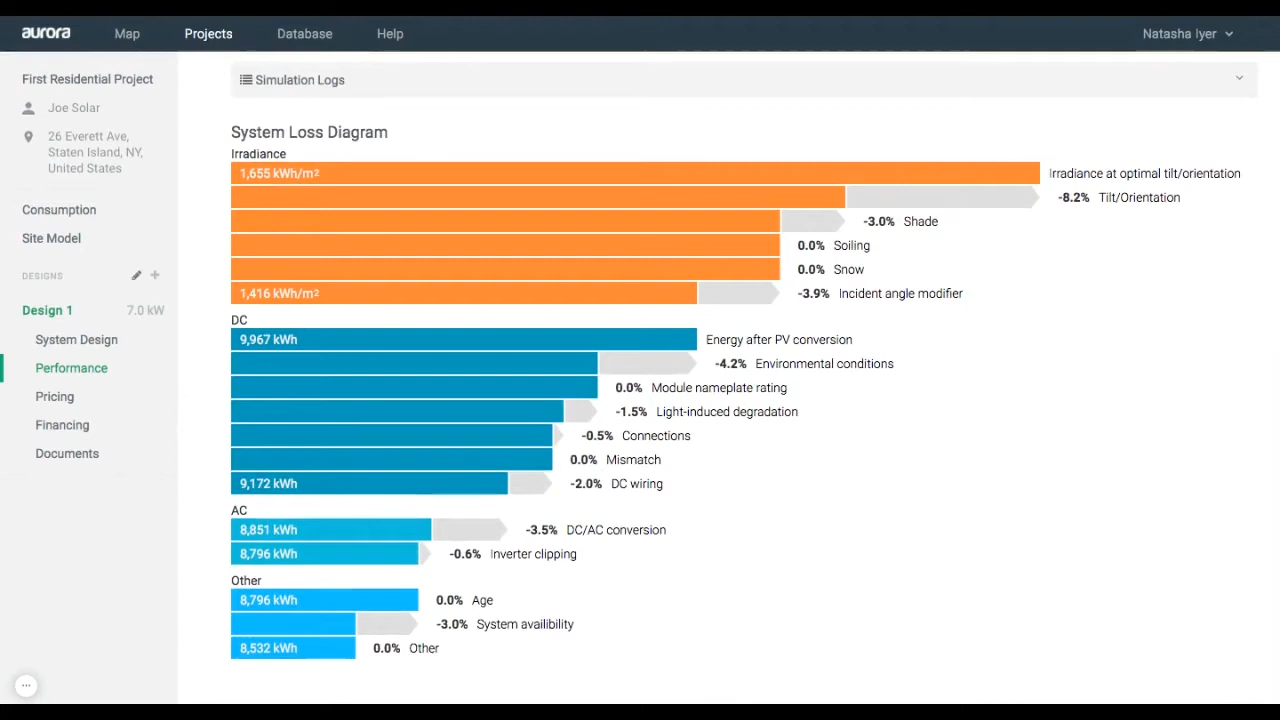 aurora Map Projects Database Help Natasha Iyer
First Residential Project
Joe Solar
26 Everett Ave,
Staten Island, NY,
United States
Consumption
Site Model
DESIGNS
Design 1 7.0 kW
System Design
Performance
Pricing
Financing
Documents
Simulation Logs
System Loss Diagram
Irradiance
1,655 kWh/m² Irradiance at optimal tilt/orientation
-8.2% Tilt/Orientation
-3.0% Shade
0.0% Soiling
0.0% Snow
1,416 kWh/m² -3.9% Incident angle modifier
DC
9,967 kWh Energy after PV conversion
-4.2% Environmental conditions
0.0% Module nameplate rating
-1.5% Light-induced degradation
-0.5% Connections
0.0% Mismatch
9,172 kWh -2.0% DC wiring
AC
8,851 kWh -3.5% DC/AC conversion
8,796 kWh -0.6% Inverter clipping
Other
8,796 kWh 0.0% Age
-3.0% System availibility
8,532 kWh 0.0% Other